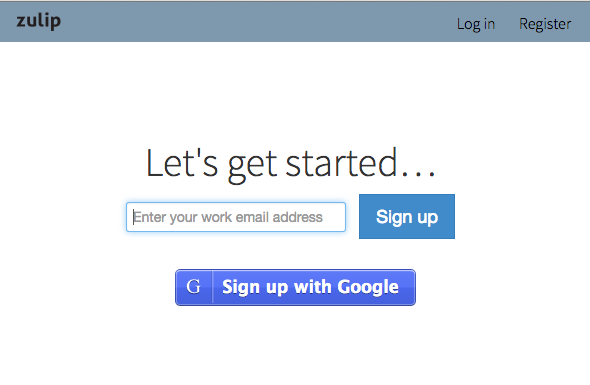 zulip Log in Register
Let's get started...
Enter your work email address Sign up
G Sign up with Google